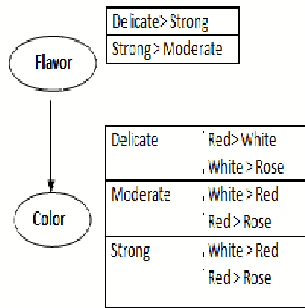 Delicate>Strong
Strong>Moderate
Flavor
Delicate Red>White
White>Rose
Moderate White>Red
Red>Rose
Color
Strong White>Red
Red>Rose